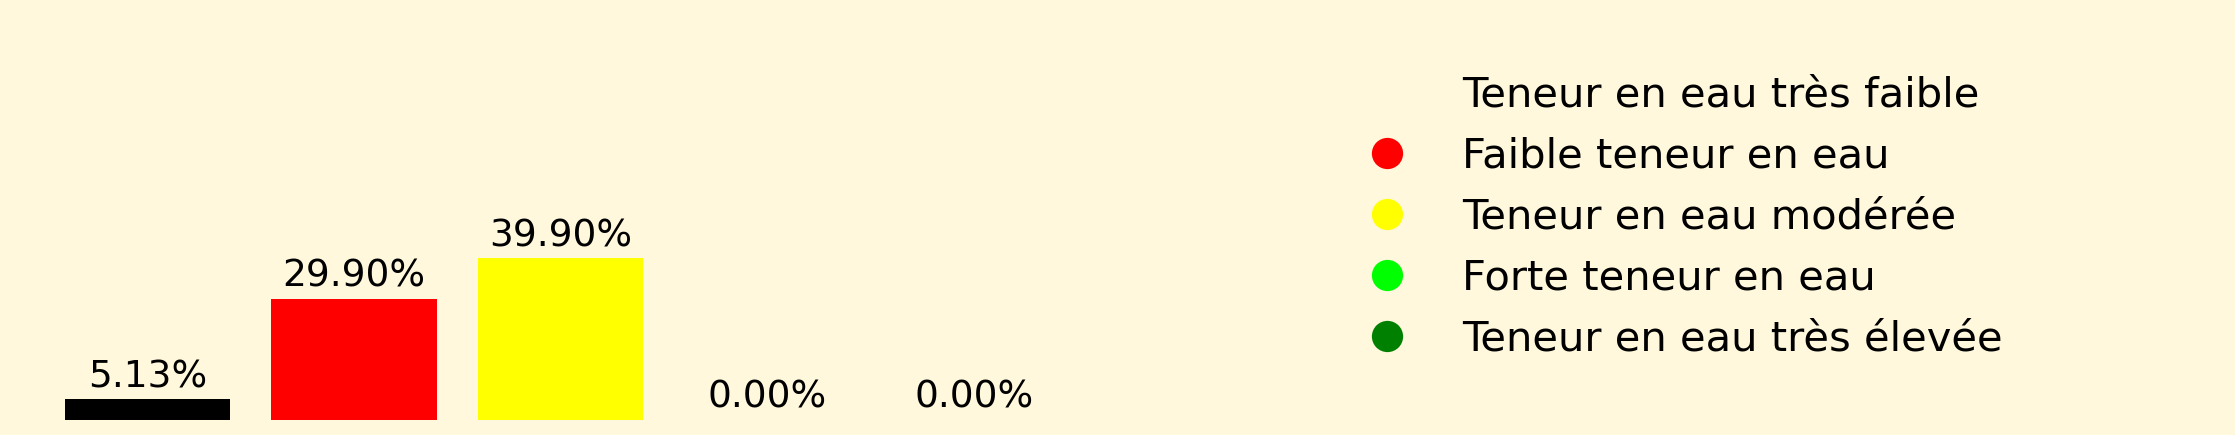 5.13%
29.90%
39.90%
0.00%
0.00%
Teneur en eau très faible
Faible teneur en eau
Teneur en eau modérée
Forte teneur en eau
Teneur en eau très élevée